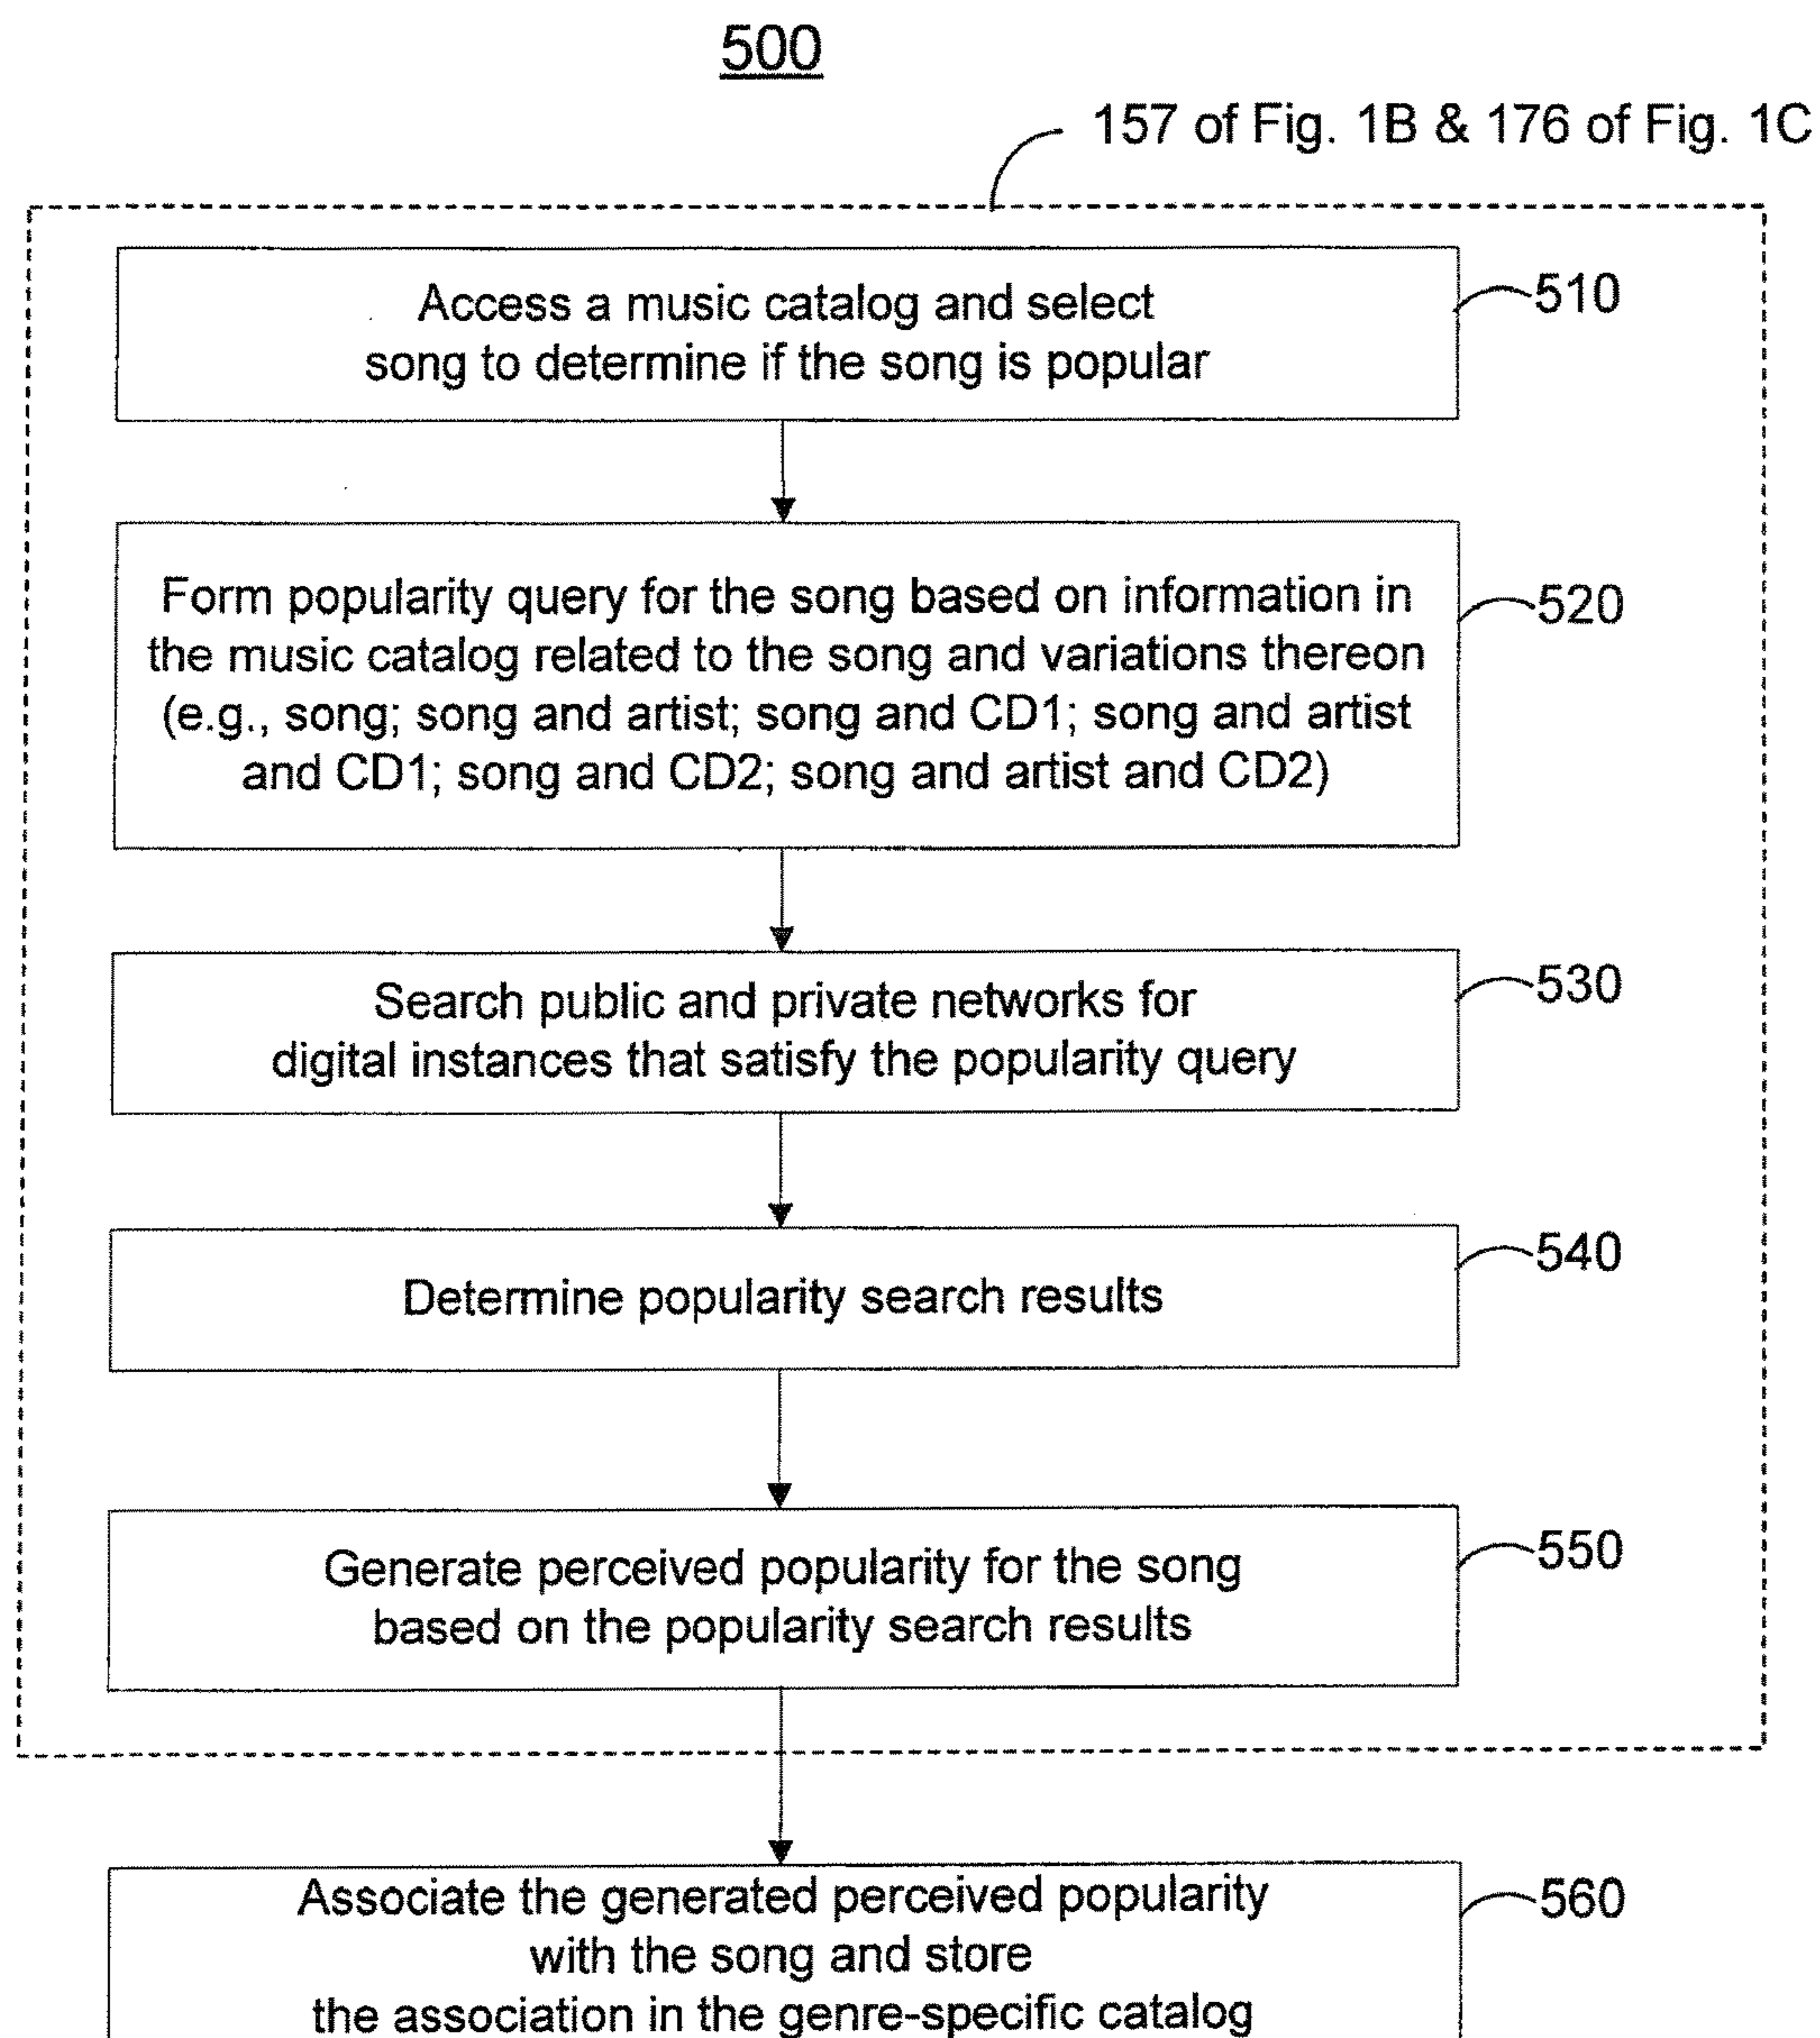 500
157 of Fig. 1B & 176 of Fig. 1C
Access a music catalog and select
song to determine if the song is popular
510
Form popularity query for the song based on information in
the music catalog related to the song and variations thereon
(e.g., song; song and artist; song and CD1; song and artist
and CD1; song and CD2; song and artist and CD2)
520
Search public and private networks for
digital instances that satisfy the popularity query
530
Determine popularity search results
540
Generate perceived popularity for the song
based on the popularity search results
550
Associate the generated perceived popularity
with the song and store
the association in the genre-specific catalog
560